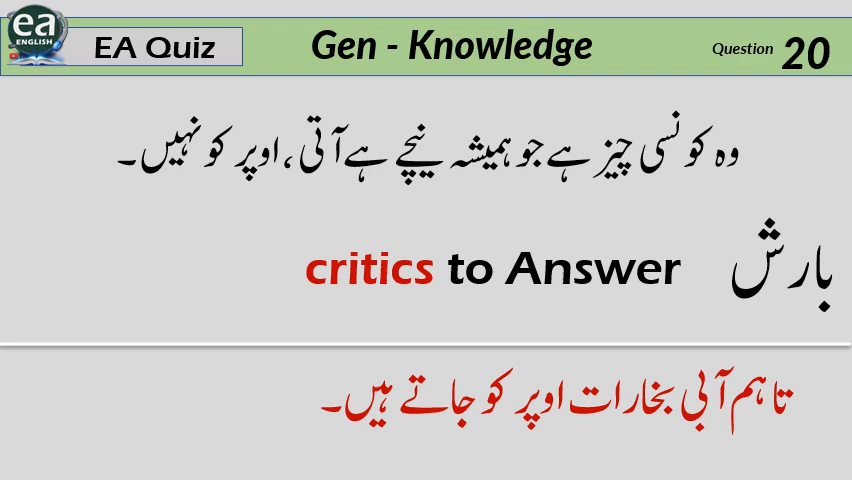 ea
ENGLISH
EA Quiz
Gen - Knowledge
Question 20
وہ کونسی چیز ہے جو ہمیشہ نیچے ہے آتی، اوپر کو نہیں۔
بارش critics to Answer
تاہم آبی بخارات اوپر کو جاتے ہیں۔